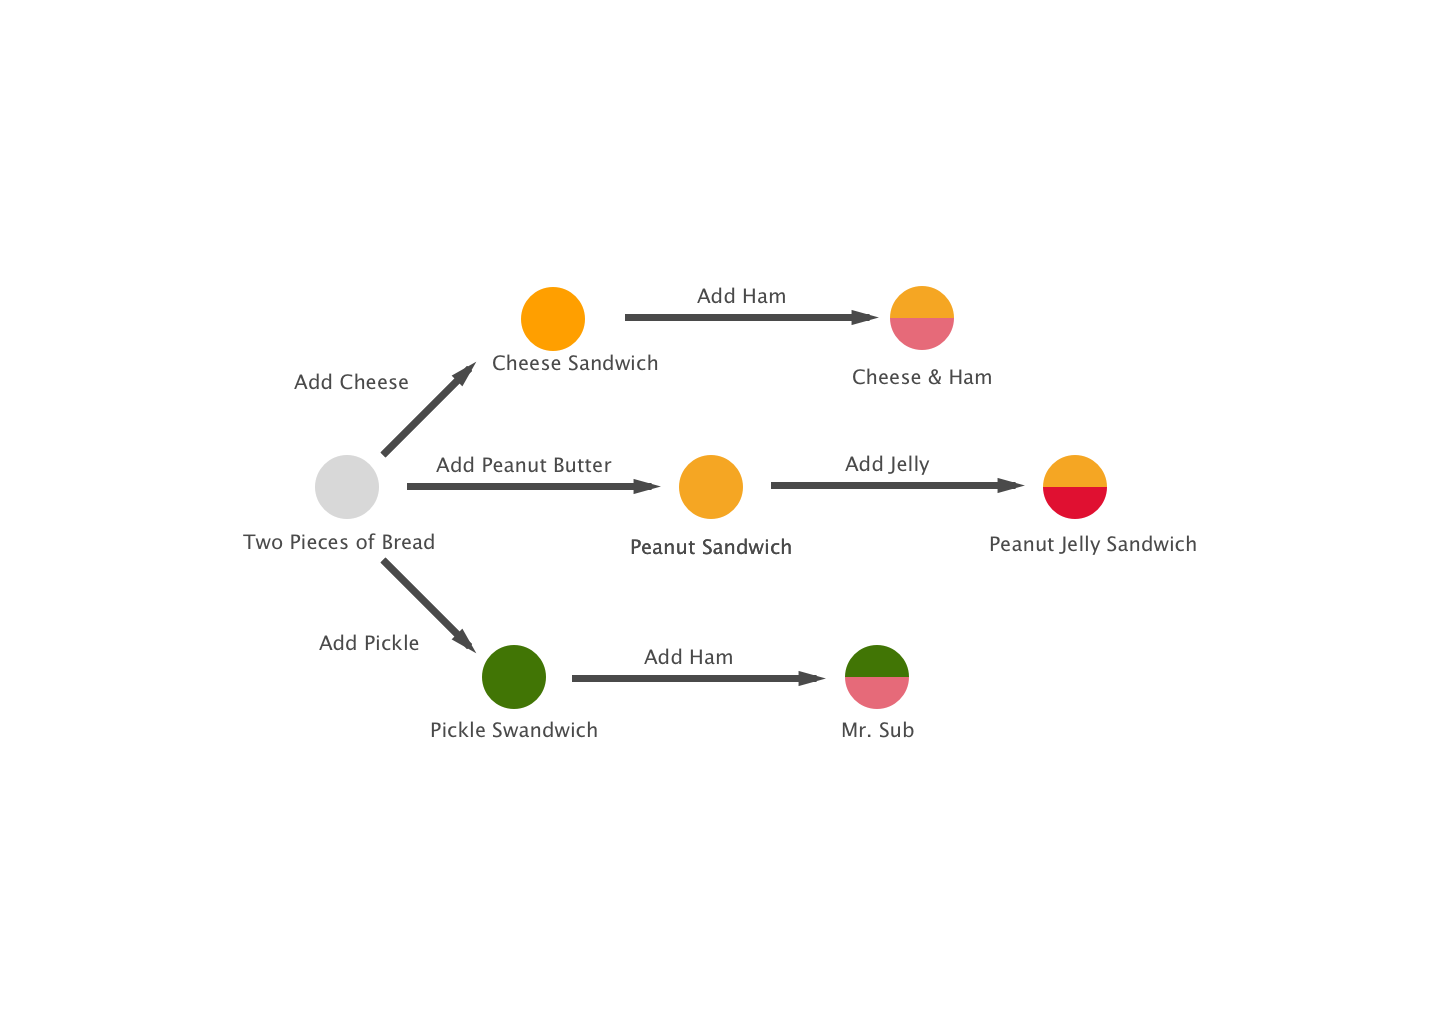 Add Ham
Cheese Sandwich
Cheese & Ham
Add Cheese
Add Peanut Butter
Add Jelly
Two Pieces of Bread
Peanut Sandwich
Peanut Jelly Sandwich
Add Pickle
Add Ham
Pickle Swandwich
Mr. Sub